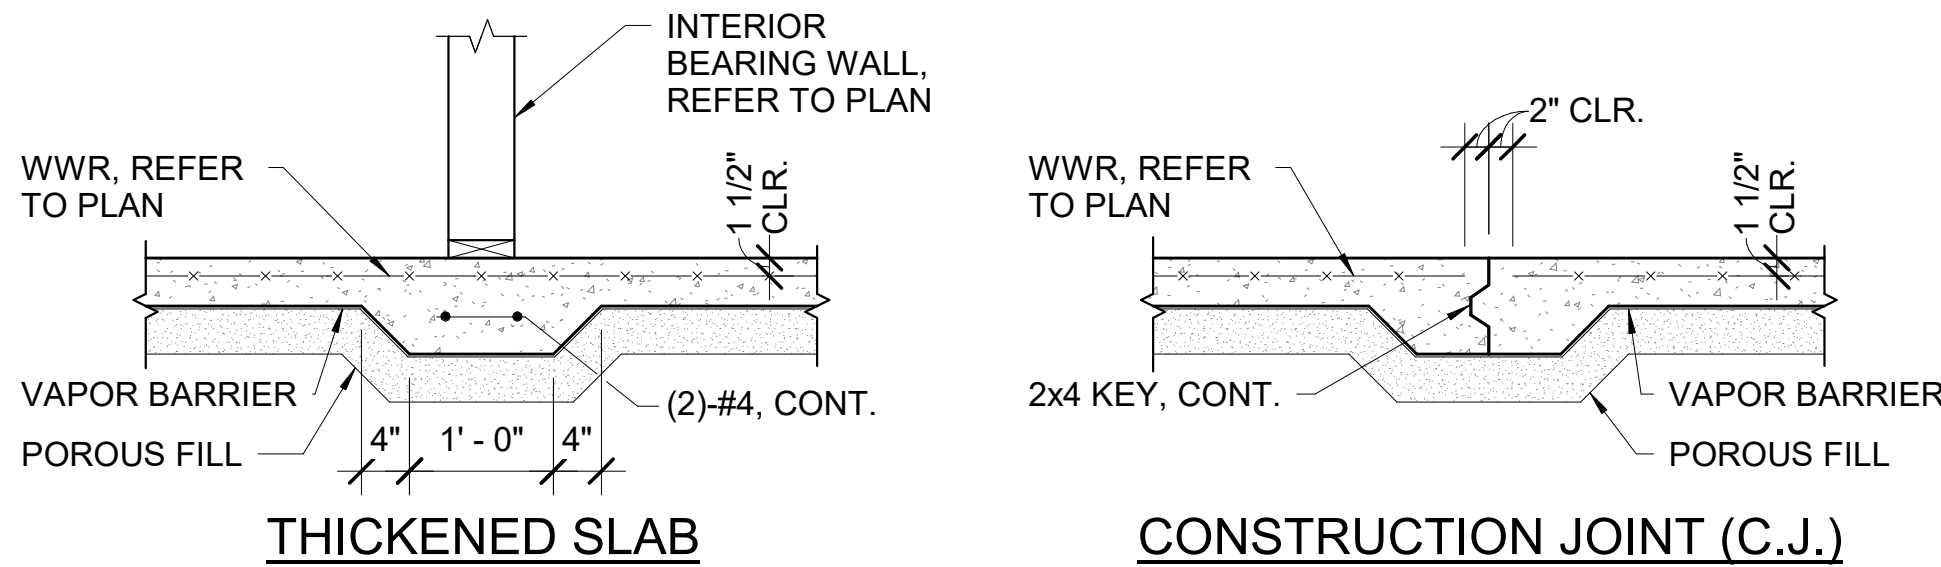 INTERIOR
BEARING WALL,
REFER TO PLAN
WWR, REFER
TO PLAN
1 1/2"
CLR.
VAPOR BARRIER
POROUS FILL
4"
1' - 0"
4"
(2)-#4, CONT.
THICKENED SLAB
2" CLR.
WWR, REFER
TO PLAN
1 1/2"
CLR.
2x4 KEY, CONT.
VAPOR BARRIER
POROUS FILL
CONSTRUCTION JOINT (C.J.)